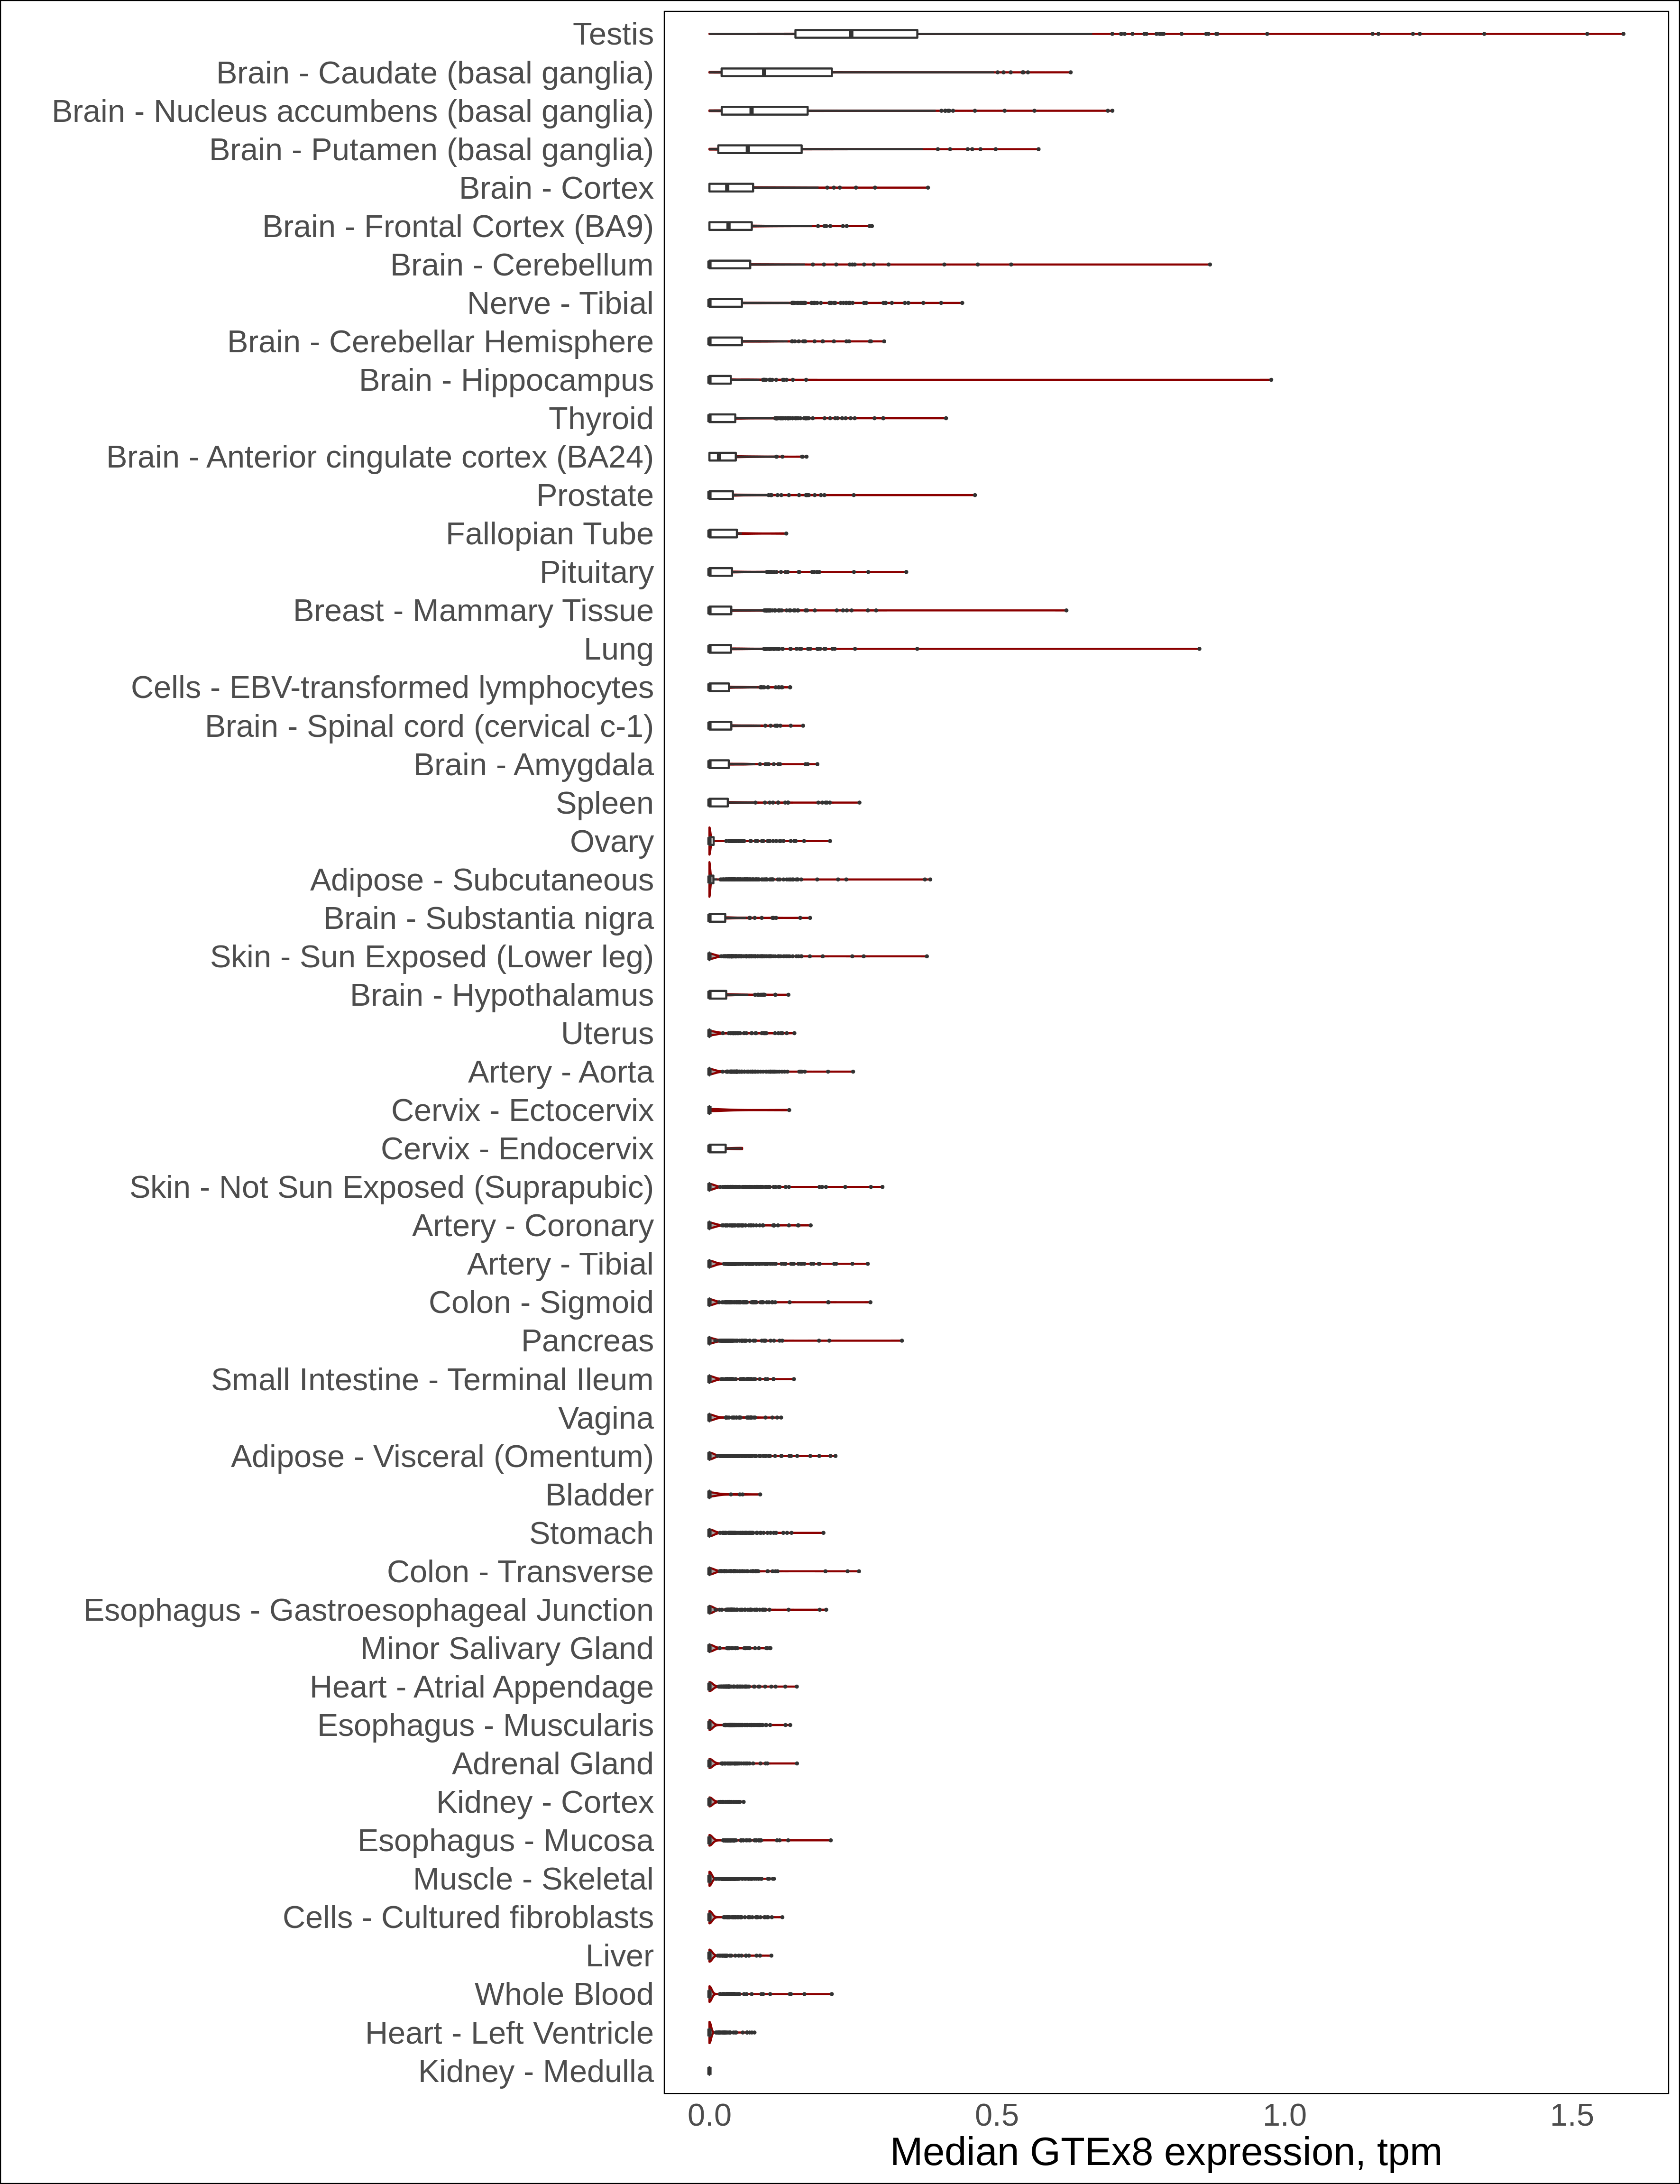 Testis
Brain - Caudate (basal ganglia)
Brain - Nucleus accumbens (basal ganglia)
Brain - Putamen (basal ganglia)
Brain - Cortex
Brain - Frontal Cortex (BA9)
Brain - Cerebellum
Nerve - Tibial
Brain - Cerebellar Hemisphere
Brain - Hippocampus
Thyroid
Brain - Anterior cingulate cortex (BA24)
Prostate
Fallopian Tube
Pituitary
Breast - Mammary Tissue
Lung
Cells - EBV-transformed lymphocytes
Brain - Spinal cord (cervical c-1)
Brain - Amygdala
Spleen
Ovary
Adipose - Subcutaneous
Brain - Substantia nigra
Skin - Sun Exposed (Lower leg)
Brain - Hypothalamus
Uterus
Artery - Aorta
Cervix - Ectocervix
Cervix - Endocervix
Skin - Not Sun Exposed (Suprapubic)
Artery - Coronary
Artery - Tibial
Colon - Sigmoid
Pancreas
Small Intestine - Terminal Ileum
Vagina
Adipose - Visceral (Omentum)
Bladder
Stomach
Colon - Transverse
Esophagus - Gastroesophageal Junction
Minor Salivary Gland
Heart - Atrial Appendage
Esophagus - Muscularis
Adrenal Gland
Kidney - Cortex
Esophagus - Mucosa
Muscle - Skeletal
Cells - Cultured fibroblasts
Liver
Whole Blood
Heart - Left Ventricle
Kidney - Medulla
0.0 0.5 1.0 1.5
Median GTEx8 expression, tpm